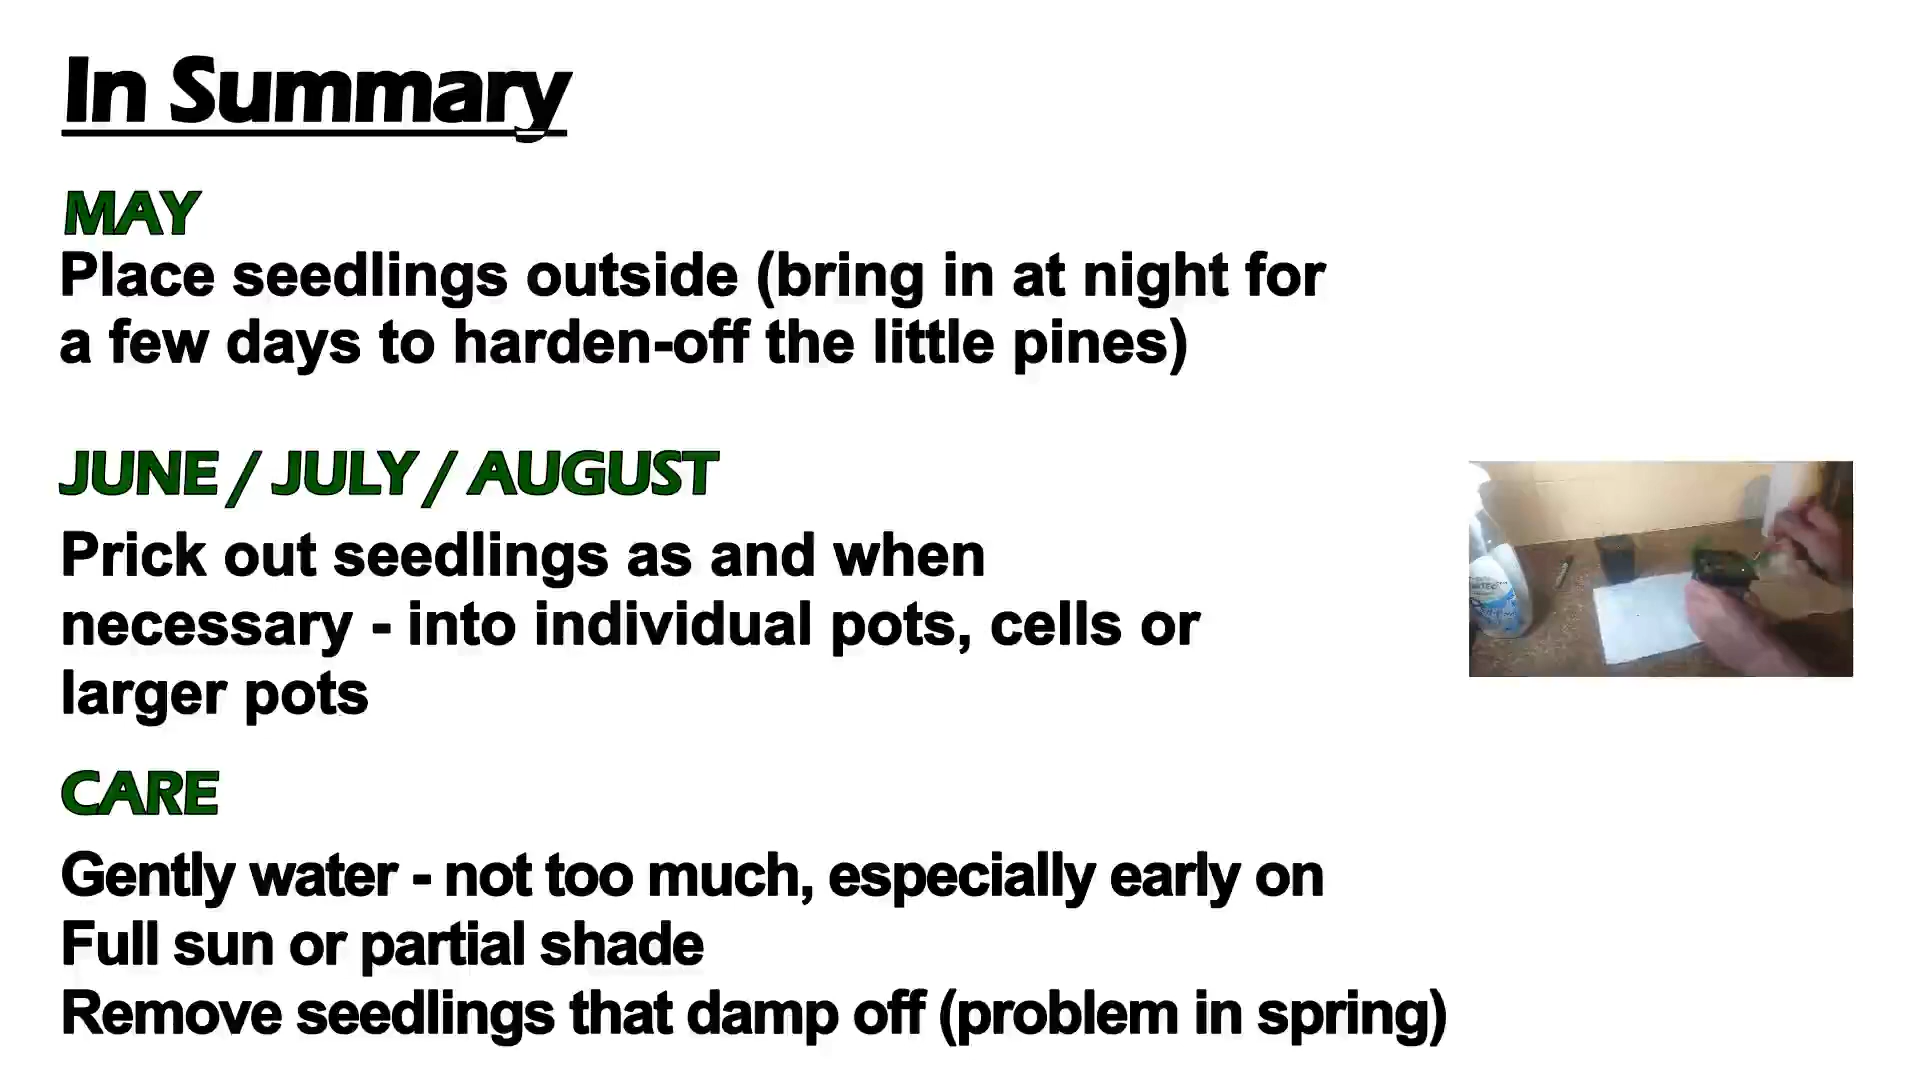 In Summary
MAY
Place seedlings outside (bring in at night for
a few days to harden-off the little pines)
JUNE / JULY / AUGUST
Prick out seedlings as and when
necessary - into individual pots, cells or
larger pots
CARE
Gently water - not too much, especially early on
Full sun or partial shade
Remove seedlings that damp off (problem in spring)